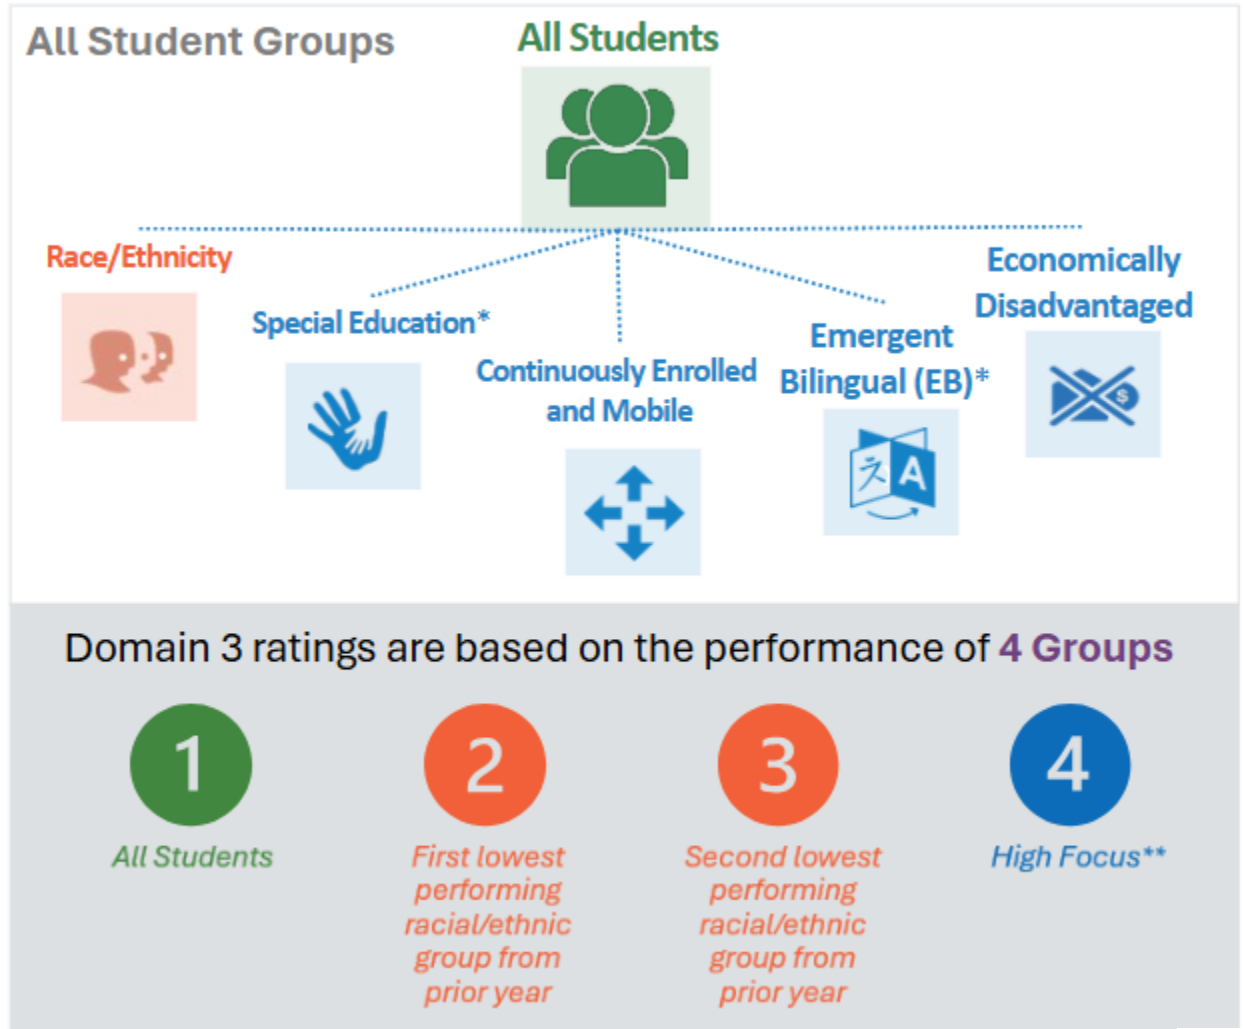 All Student Groups
All Students
Race/Ethnicity
Special Education*
Continuously Enrolled
and Mobile
Emergent
Bilingual (EB)*
Economically
Disadvantaged
$
A
Domain 3 ratings are based on the performance of 4 Groups
1
All Students
2
First lowest
performing
racial/ethnic
group from
prior year
3
Second lowest
performing
racial/ethnic
group from
prior year
4
High Focus**